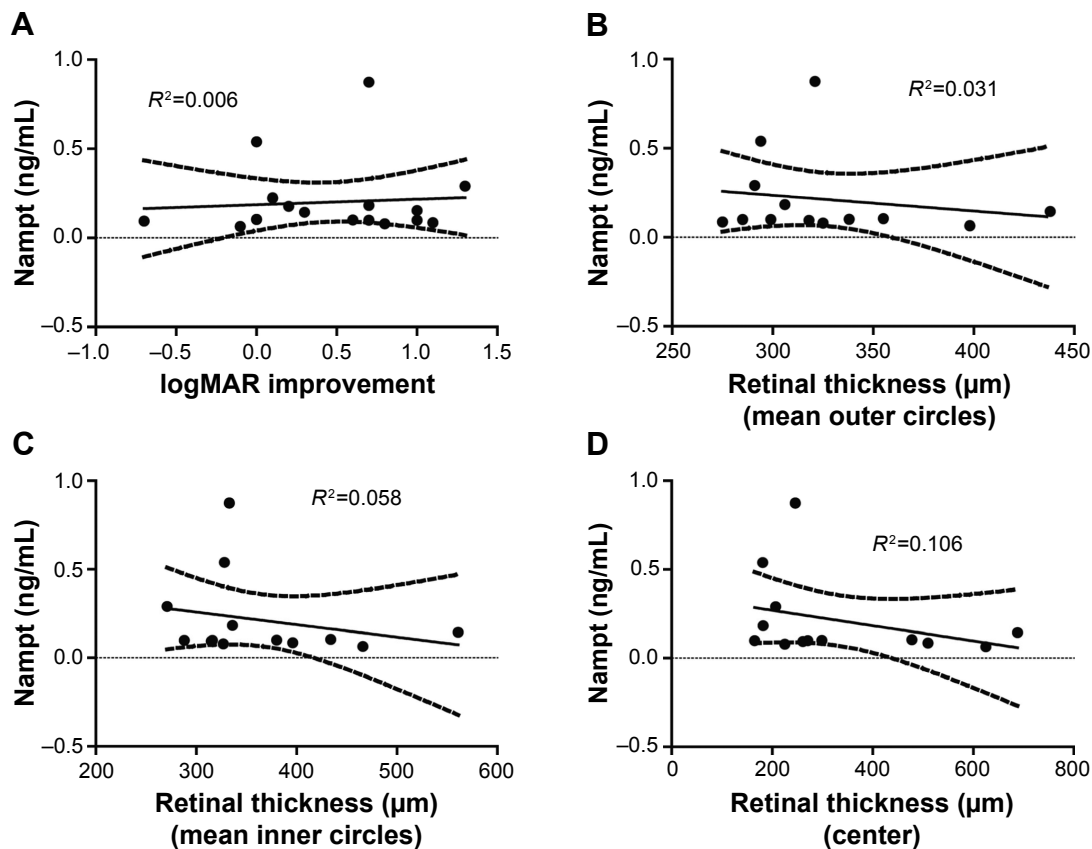 A
1.0
0.5
0.0
–0.5
Nampt (ng/mL)
R²=0.006
–1.0
–0.5
0.0
0.5
1.0
1.5
logMAR improvement
B
1.0
0.5
0.0
–0.5
Nampt (ng/mL)
R²=0.031
250
300
350
400
450
Retinal thickness (µm)
(mean outer circles)
C
1.0
0.5
0.0
–0.5
Nampt (ng/mL)
R²=0.058
200
300
400
500
600
Retinal thickness (µm)
(mean inner circles)
D
1.0
0.5
0.0
–0.5
Nampt (ng/mL)
R²=0.106
0
200
400
600
800
Retinal thickness (µm)
(center)